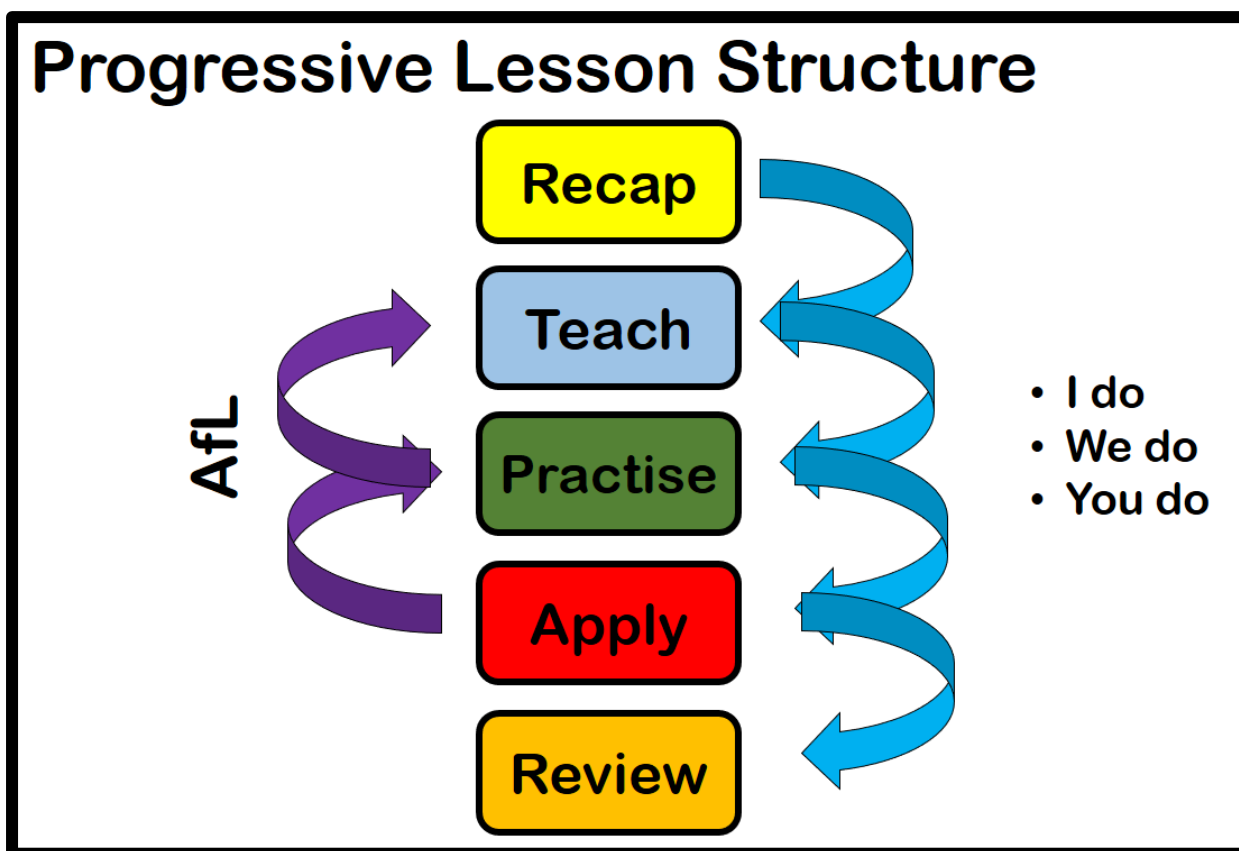 Progressive Lesson Structure
Recap
Teach
Practise
Apply
Review
AfL
• I do
• We do
• You do